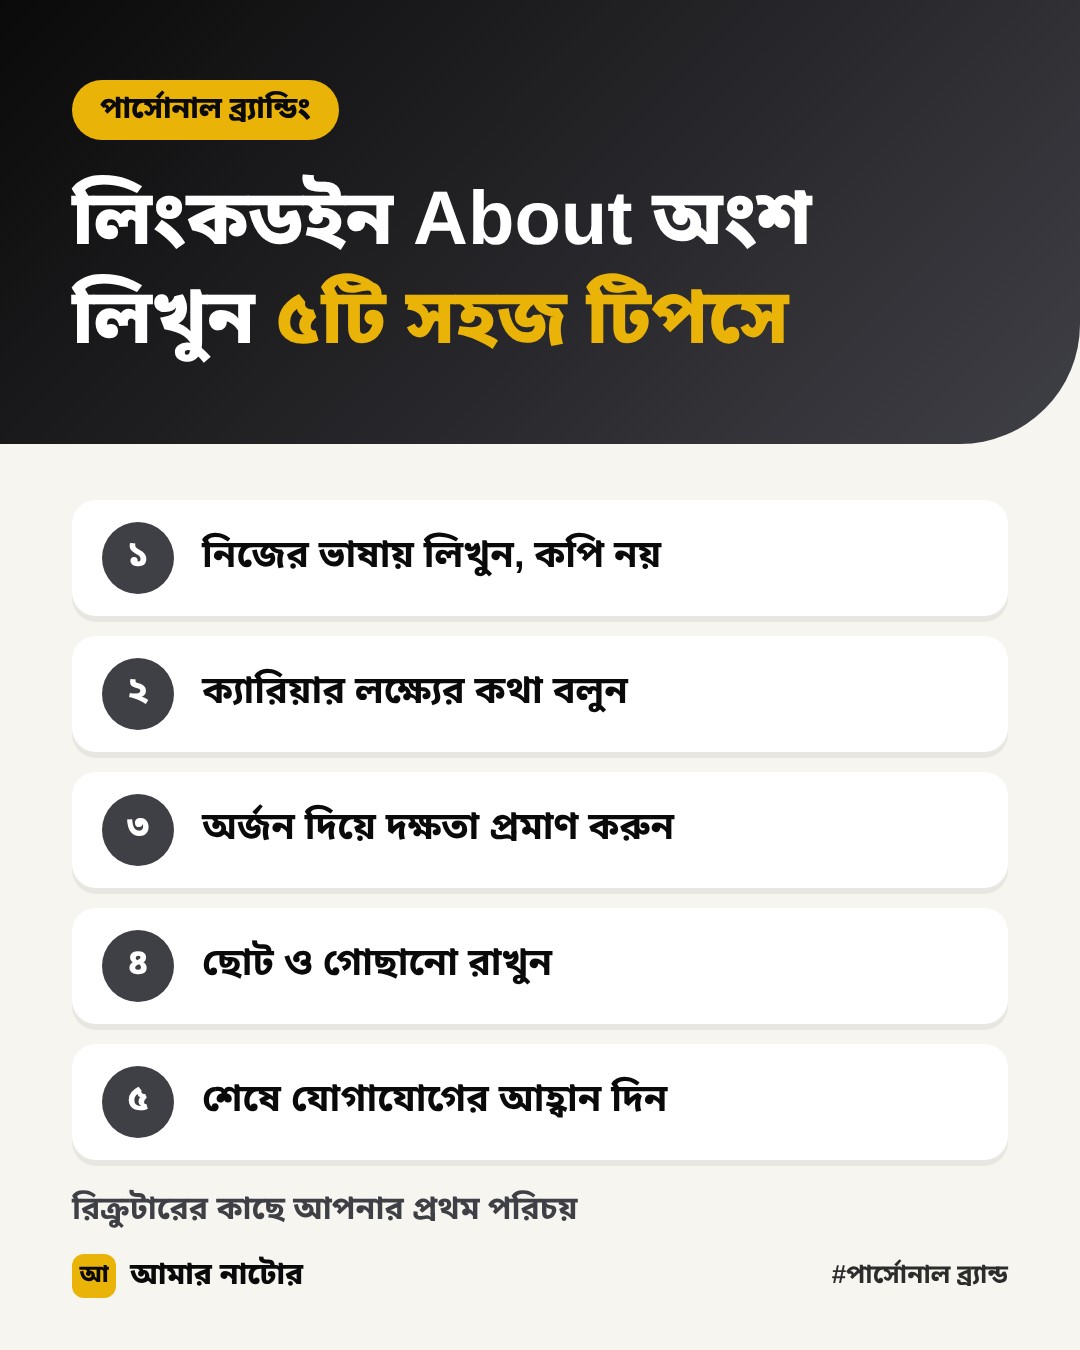 পার্সোনাল ব্র্যান্ডিং
লিংকডইন About অংশ
লিখুন ৫টি সহজ টিপসে
১ নিজের ভাষায় লিখুন, কপি নয়
২ ক্যারিয়ার লক্ষ্যের কথা বলুন
৩ অর্জন দিয়ে দক্ষতা প্রমাণ করুন
৪ ছোট ও গোছানো রাখুন
৫ শেষে যোগাযোগের আহ্বান দিন
রিক্রুটারের কাছে আপনার প্রথম পরিচয়
আ আমার নাটোর
#পার্সোনাল ব্র্যান্ড